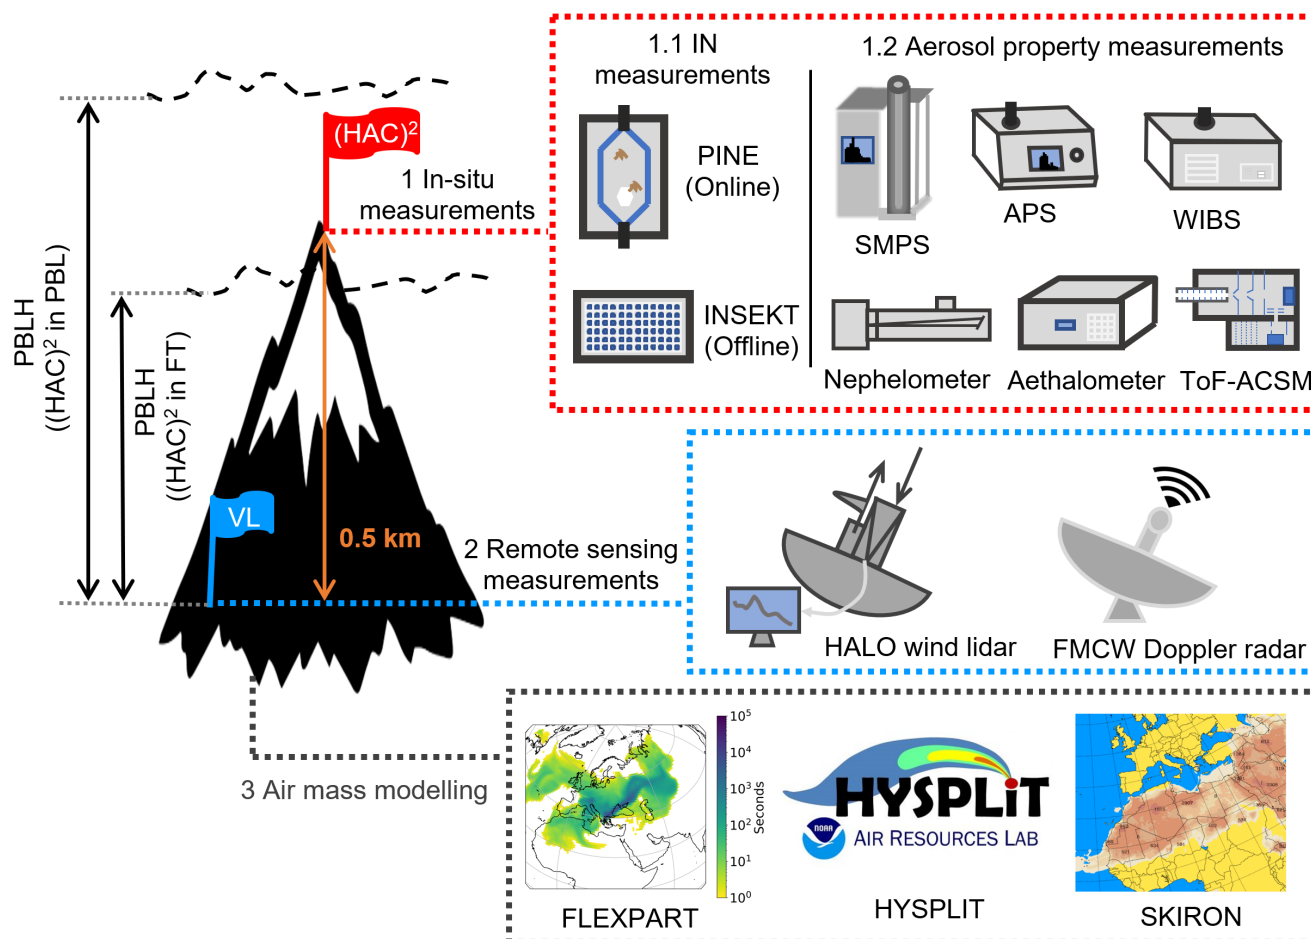 1.1 IN
measurements
1.2 Aerosol property measurements
(HAC)²
1 In-situ
measurements
PINE
(Online)
SMPS
APS
WIBS
INSEKT
(Offline)
Nephelometer
Aethalometer
ToF-ACSM
PBLH
((HAC)² in PBL)
PBLH
((HAC)² in FT)
VL
0.5 km
2 Remote sensing
measurements
HALO wind lidar
FMCW Doppler radar
3 Air mass modelling
10⁵
10⁴
10³
10²
10¹
10⁰
Seconds
FLEXPART
HYSPLiT
NOAA
AIR RESOURCES LAB
HYSPLIT
SKIRON